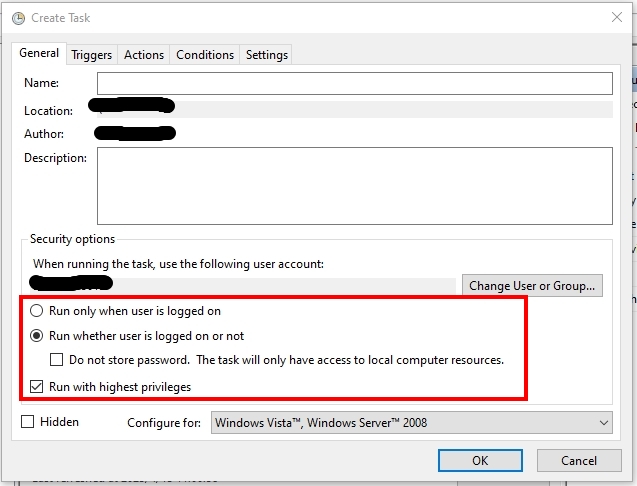 Create Task
General Triggers Actions Conditions Settings
Name:
Location:
Author:
Description:
Security options
When running the task, use the following user account:
Change User or Group...
Run only when user is logged on
Run whether user is logged on or not
Do not store password. The task will only have access to local computer resources.
Run with highest privileges
Hidden Configure for: Windows Vista™, Windows Server™ 2008
OK Cancel